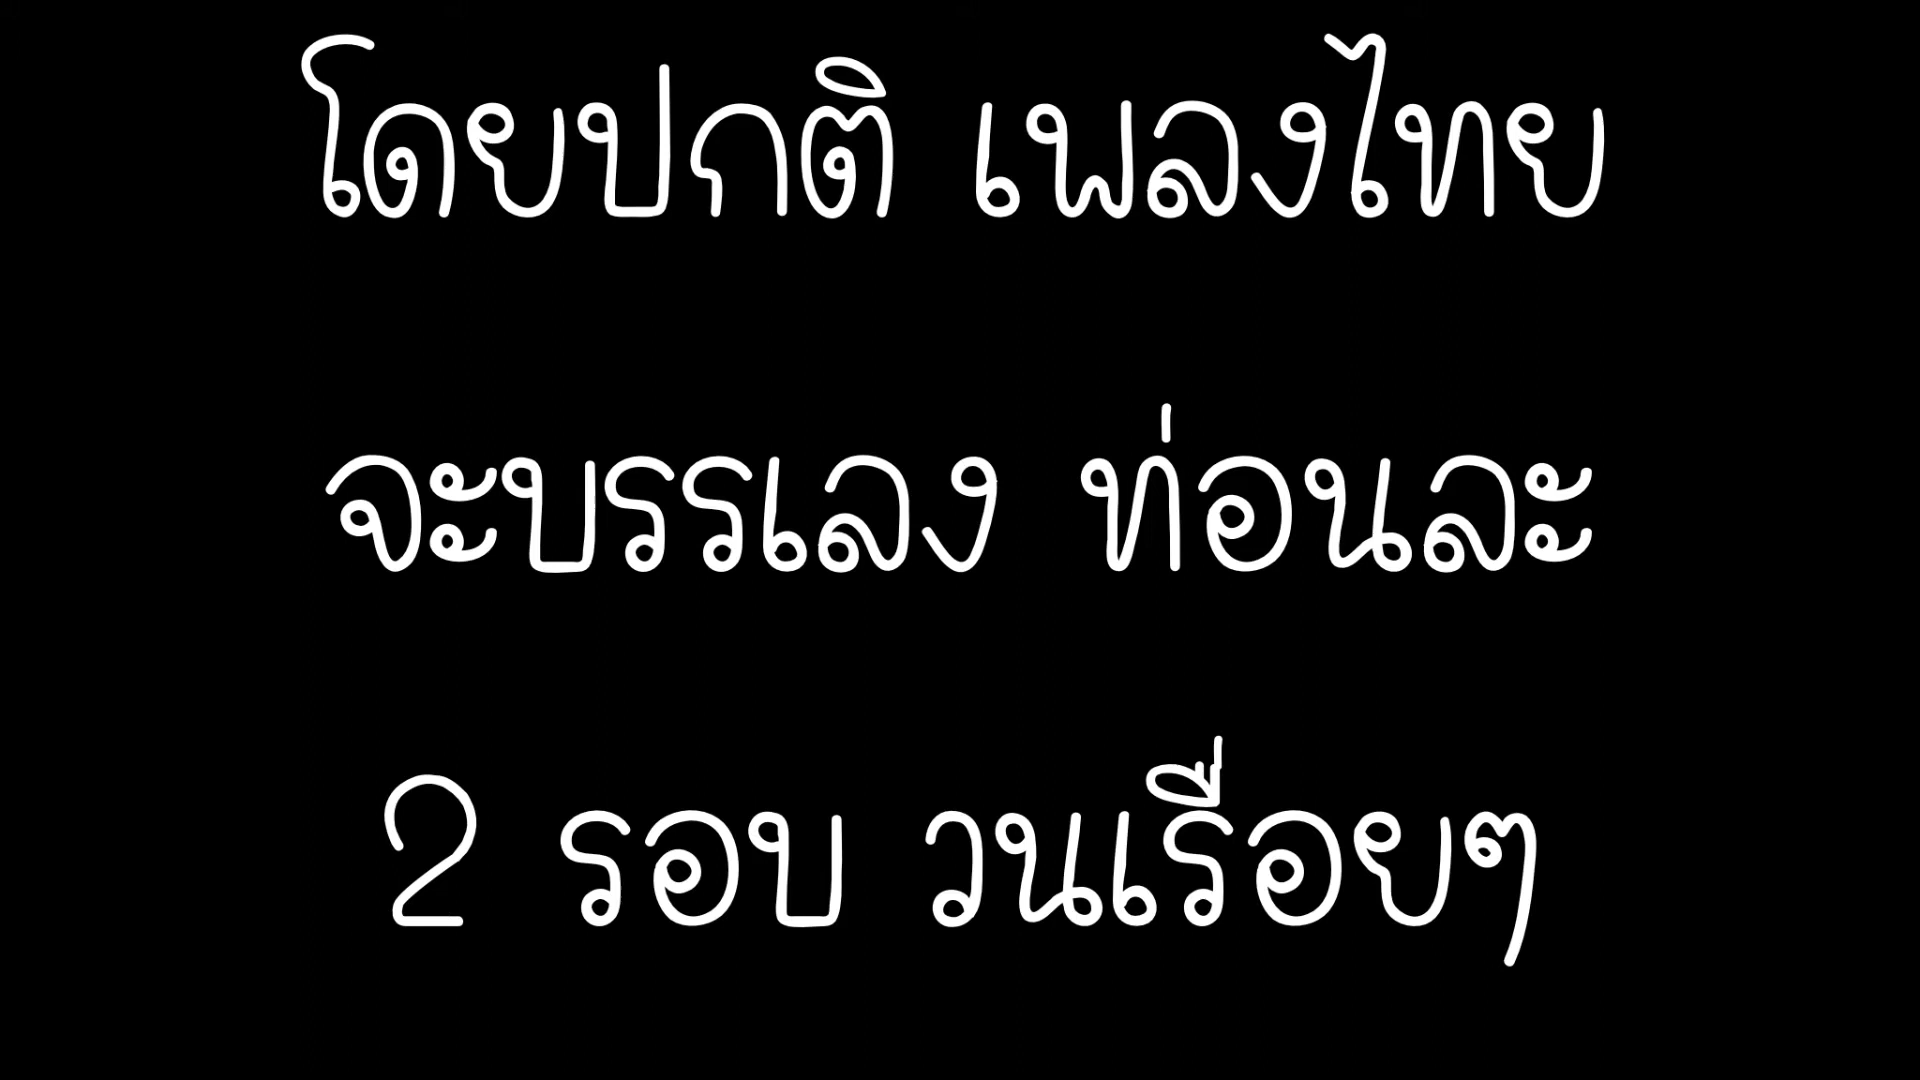 โดยปกติ เพลงไทย
จะบรรเลง ท่อนละ
2 รอบ วนเรื่อยๆ